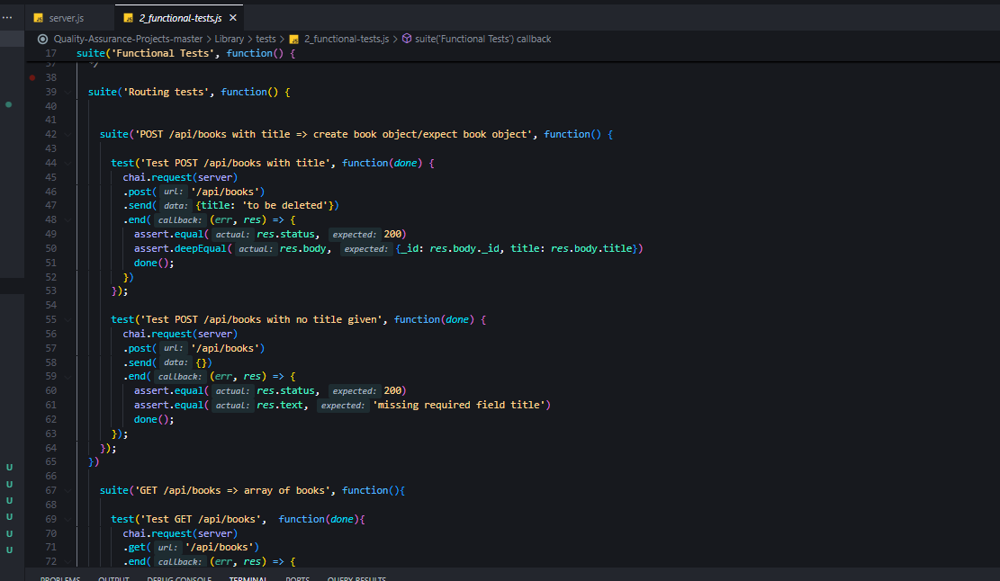 server.js
2_functional-tests.js
Quality-Assurance-Projects-master > Library > tests > 2_functional-tests.js > suite('Functional Tests') callback
17 suite('Functional Tests', function() {
37 */
38
39 suite('Routing tests', function() {
40
41
42 suite('POST /api/books with title => create book object/expect book object', function() {
43
44 test('Test POST /api/books with title', function(done) {
45 chai.request(server)
46 .post( url: '/api/books')
47 .send( data: {title: 'to be deleted'})
48 .end( callback: (err, res) => {
49 assert.equal( actual: res.status, expected: 200)
50 assert.deepEqual( actual: res.body, expected: {_id: res.body._id, title: res.body.title})
51 done();
52 })
53 });
54
55 test('Test POST /api/books with no title given', function(done) {
56 chai.request(server)
57 .post( url: '/api/books')
58 .send( data: {})
59 .end( callback: (err, res) => {
60 assert.equal( actual: res.status, expected: 200)
61 assert.equal( actual: res.text, expected: 'missing required field title')
62 done();
63 });
64 });
65 })
66
67 suite('GET /api/books => array of books', function(){
68
69 test('Test GET /api/books', function(done){
70 chai.request(server)
71 .get( url: '/api/books')
72 .end( callback: (err, res) => {
U
U
U
U
U
U
PROBLEMS OUTPUT DEBUG CONSOLE TERMINAL PORTS QUERY RESULTS